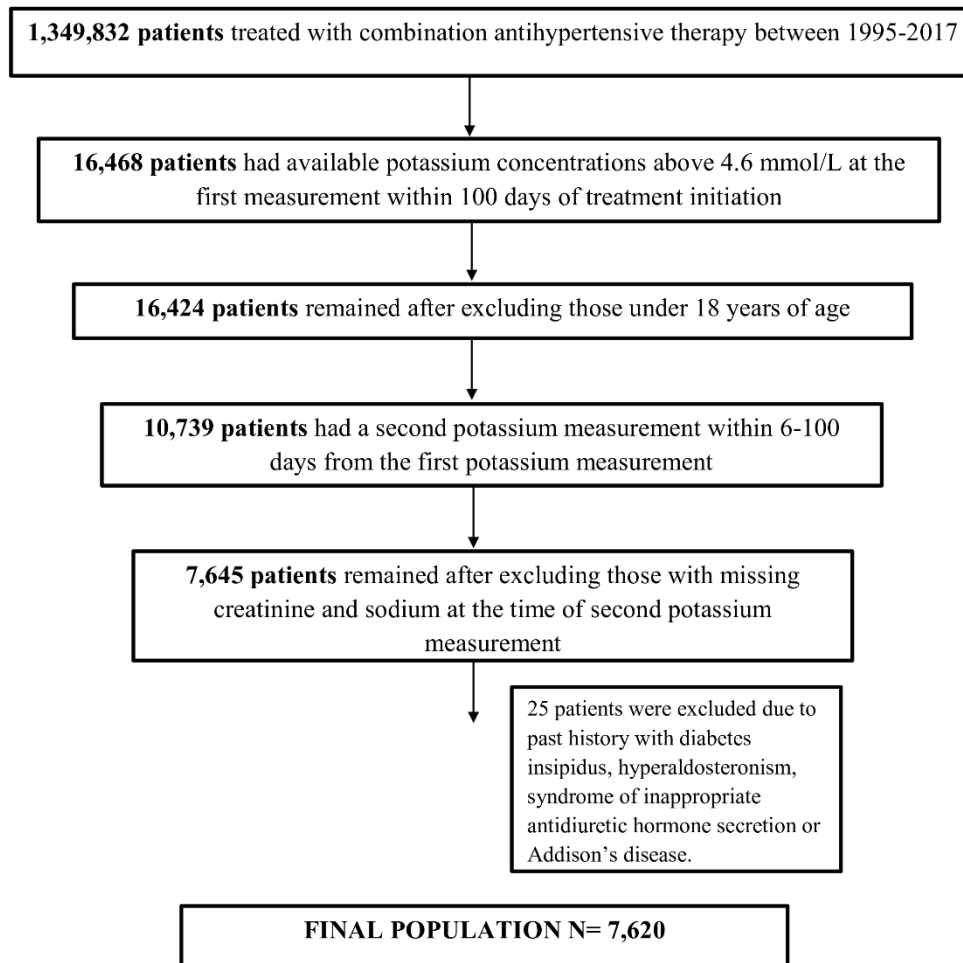 1,349,832 patients treated with combination antihypertensive therapy between 1995-2017
16,468 patients had available potassium concentrations above 4.6 mmol/L at the
first measurement within 100 days of treatment initiation
16,424 patients remained after excluding those under 18 years of age
10,739 patients had a second potassium measurement within 6-100
days from the first potassium measurement
7,645 patients remained after excluding those with missing
creatinine and sodium at the time of second potassium
measurement
25 patients were excluded due to
past history with diabetes
insipidus, hyperaldosteronism,
syndrome of inappropriate
antidiuretic hormone secretion or
Addison’s disease.
FINAL POPULATION N= 7,620